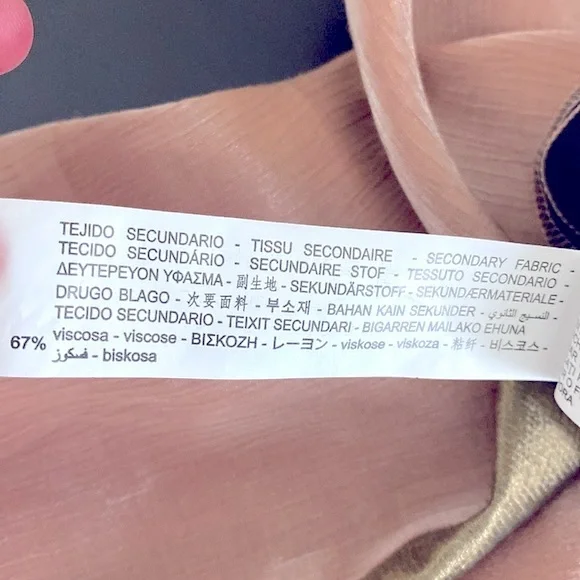 TEJIDO SECUNDARIO - TISSU SECONDAIRE - SECONDARY FABRIC -
TECIDO SECUNDÁRIO - SECUNDAIRE STOF - TESSUTO SECONDARIO -
ΔΕΥΤΕΡΕΥΟΝ ΥΦΑΣΜΑ - 副生地 - SEKUNDÄRSTOFF - SEKUNDÆRMATERIALE -
DRUGO BLAGO - 次要面料 - 부소재 - BAHAN KAIN SEKUNDER - النسيج الثانوي -
TECIDO SECUNDARIO - TEIXIT SECUNDARI - BIGARREN MAILAKO EHUNA
67% viscosa - viscose - ΒΙΣΚΟΖΗ - レーヨン - viskose - viskoza - 粘纤 - 비스코스 -
فسكوز - biskosa